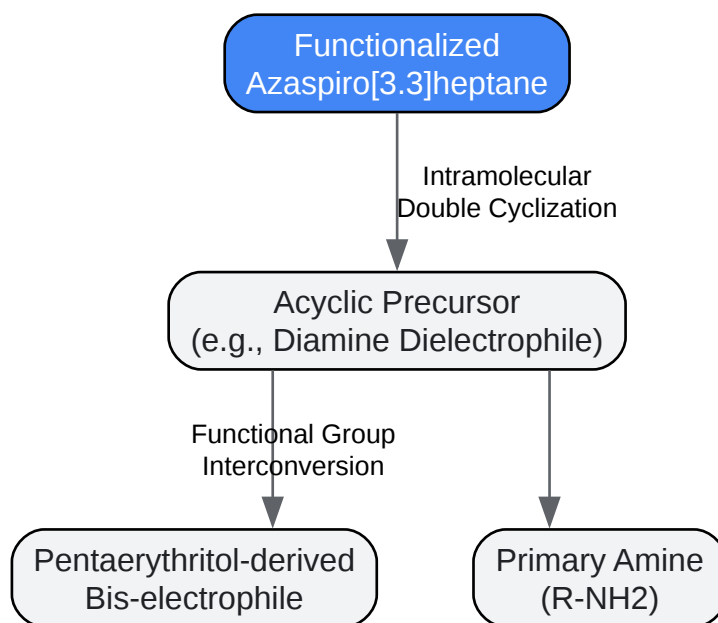 Functionalized
Azaspiro[3.3]heptane
Intramolecular
Double Cyclization
Acyclic Precursor
(e.g., Diamine Dielectrophile)
Functional Group
Interconversion
Pentaerythritol-derived
Bis-electrophile
Primary Amine
(R-NH2)